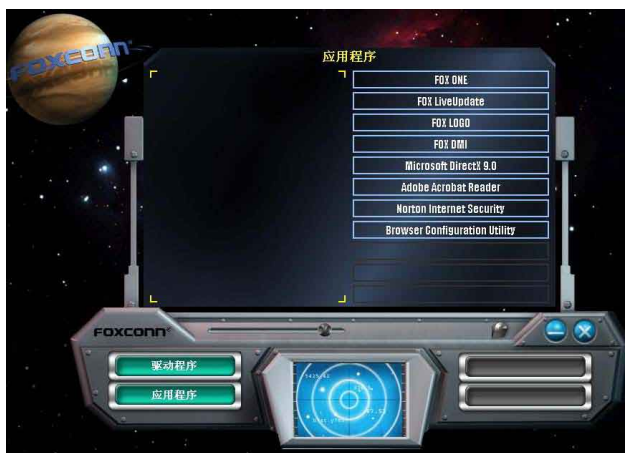 FOXCONN
应用程序
FOX ONE
FOX LiveUpdate
FOX LOGO
FOX DMI
Microsoft DirectX 9.0
Adobe Acrobat Reader
Norton Internet Security
Browser Configuration Utility
FOXCONN
驱动程序
应用程序